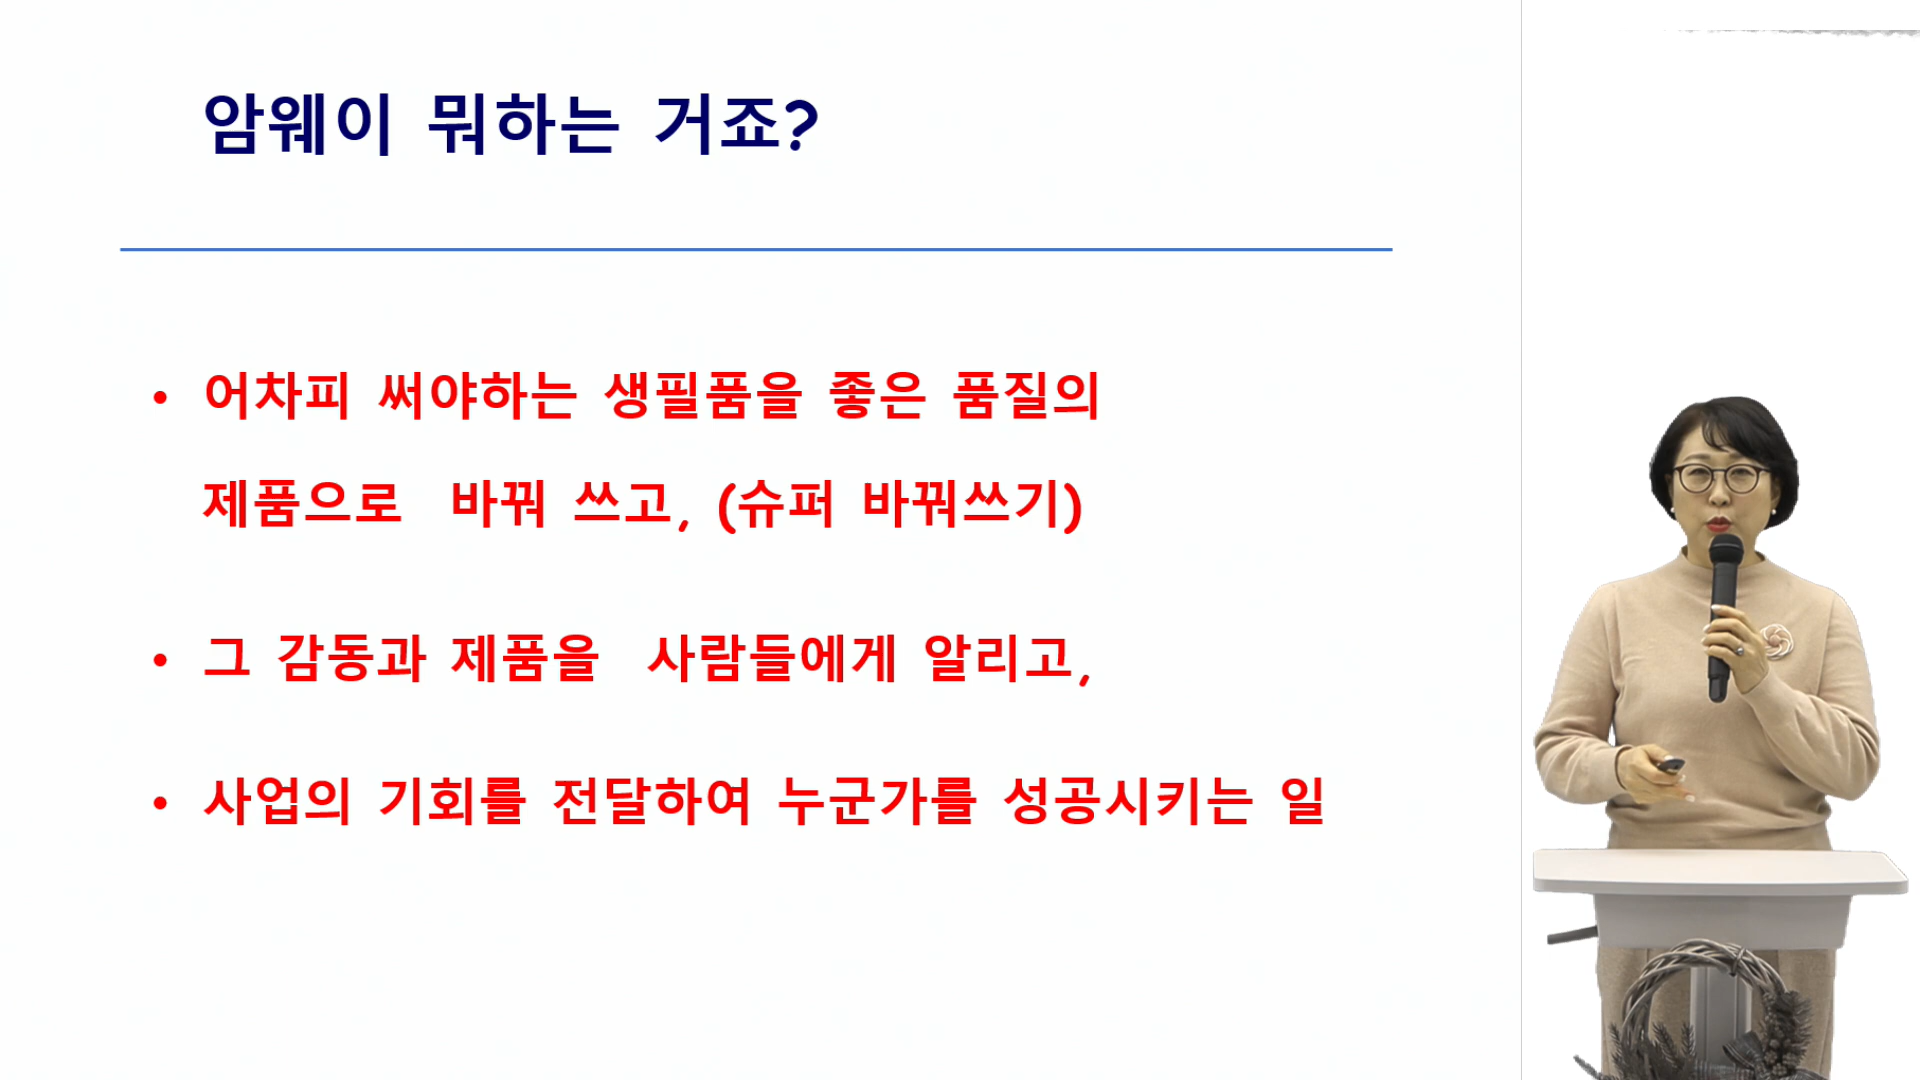 암웨이 뭐하는 거죠?
• 어차피 써야하는 생필품을 좋은 품질의
제품으로 바꿔 쓰고, (슈퍼 바꿔쓰기)
• 그 감동과 제품을 사람들에게 알리고,
• 사업의 기회를 전달하여 누군가를 성공시키는 일